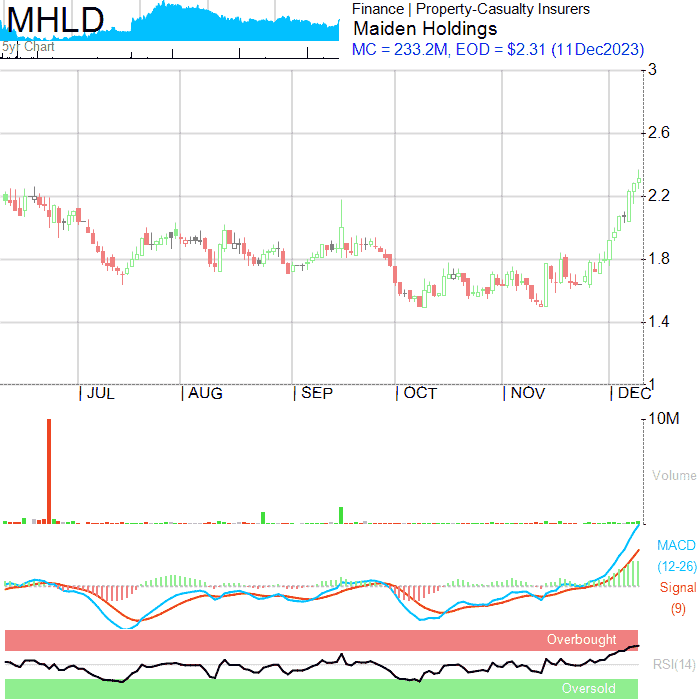 MHLD
5yr Chart
Finance | Property-Casualty Insurers
Maiden Holdings
MC = 233.2M, EOD = $2.31 (11Dec2023)
3
2.6
2.2
1.8
1.4
1
JUL AUG SEP OCT NOV DEC
10M
Volume
MACD
(12-26)
Signal
(9)
Overbought
RSI(14)
Oversold